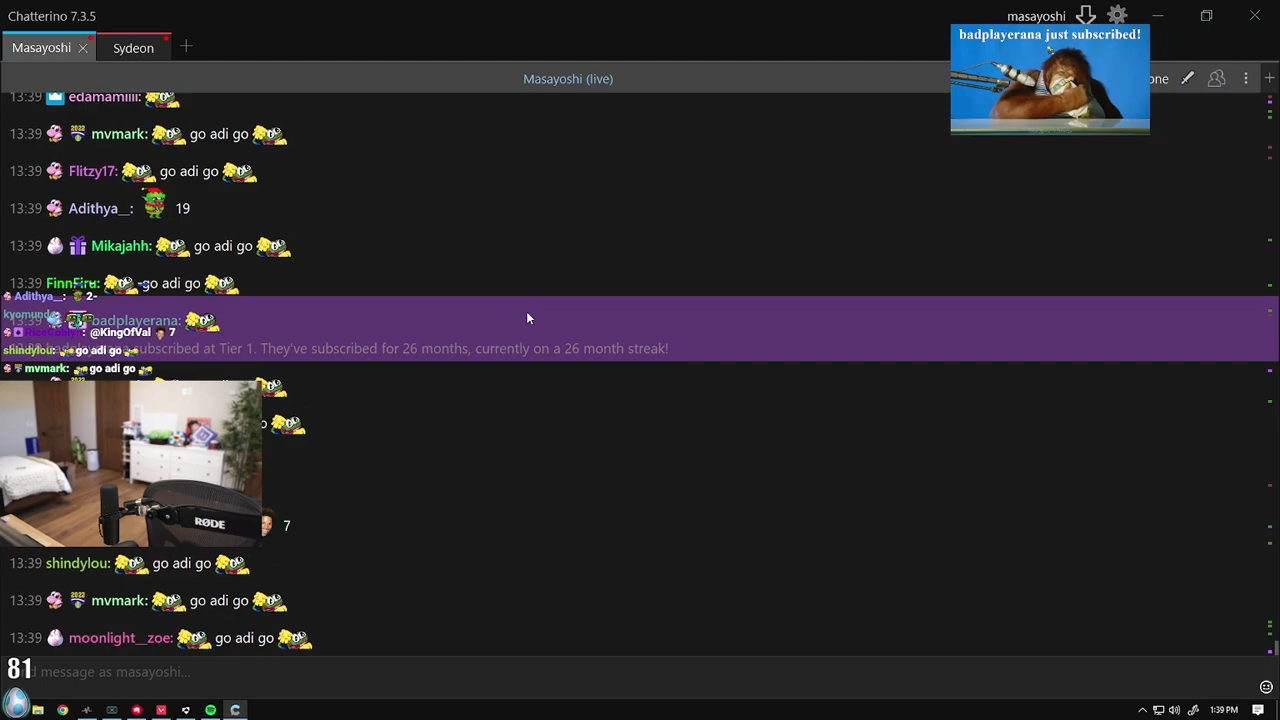 Chatterino 7.3.5
masayoshi
badplayerana just subscribed!
Masayoshi
Sydeon
Masayoshi (live)
one
13:39 edamamiiii:
13:39 mvmark: go adi go
13:39 Flitzy17: go adi go
13:39 Adithya__: 19
13:39 Mikajahh: go adi go
13:39 FinnFiru: go adi go
Adithya__: 2-
kyomunda:
13:39 badplayerana:
@KingOfVal 7
subscribed at Tier 1. They've subscribed for 26 months, currently on a 26 month streak!
shindylou: go adi go
mvmark: go adi go
RØDE
7
13:39 shindylou: go adi go
13:39 mvmark: go adi go
13:39 moonlight__zoe: go adi go
81
message as masayoshi...
1:39 PM